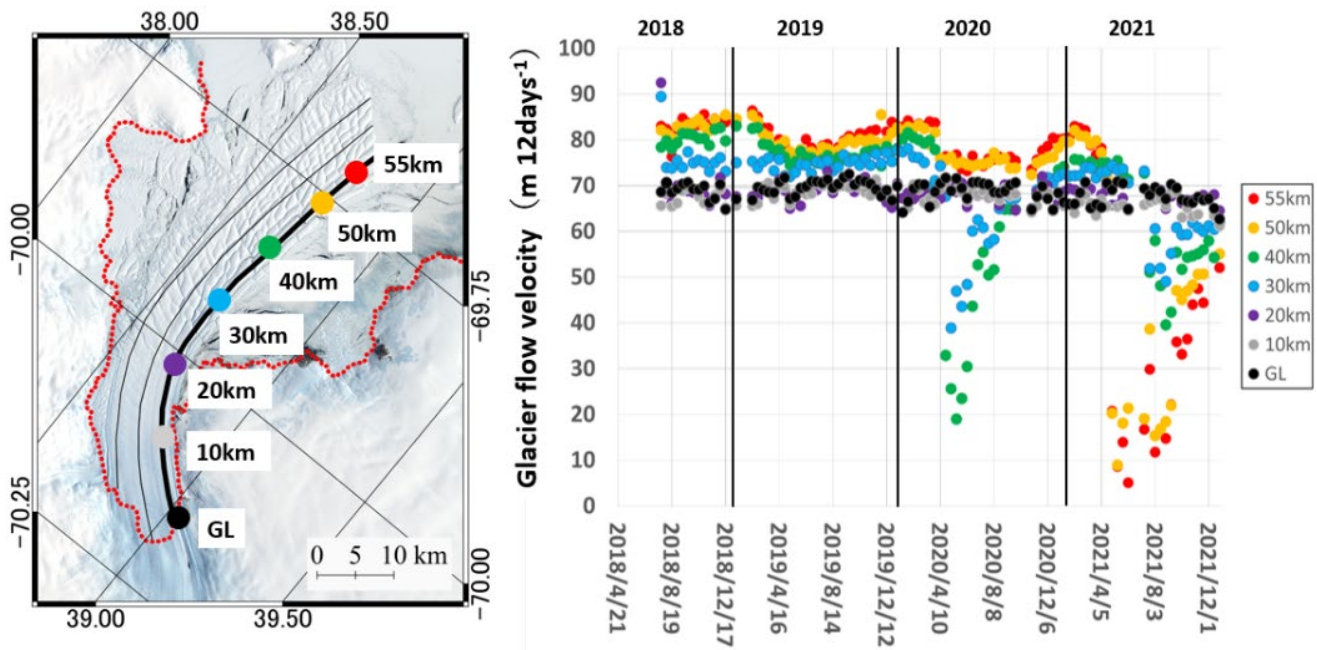 38.00 38.50
55km
50km
40km
30km
20km
10km
GL
−70.00
−69.75
−70.25
−70.00
0 5 10 km
39.00 39.50
2018 2019 2020 2021
Glacier flow velocity (m 12days-1)
100
90
80
70
60
50
40
30
20
10
0
2018/4/21
2018/8/19
2018/12/17
2019/4/16
2019/8/14
2019/12/12
2020/4/10
2020/8/8
2020/12/6
2021/4/5
2021/8/3
2021/12/1
55km
50km
40km
30km
20km
10km
GL